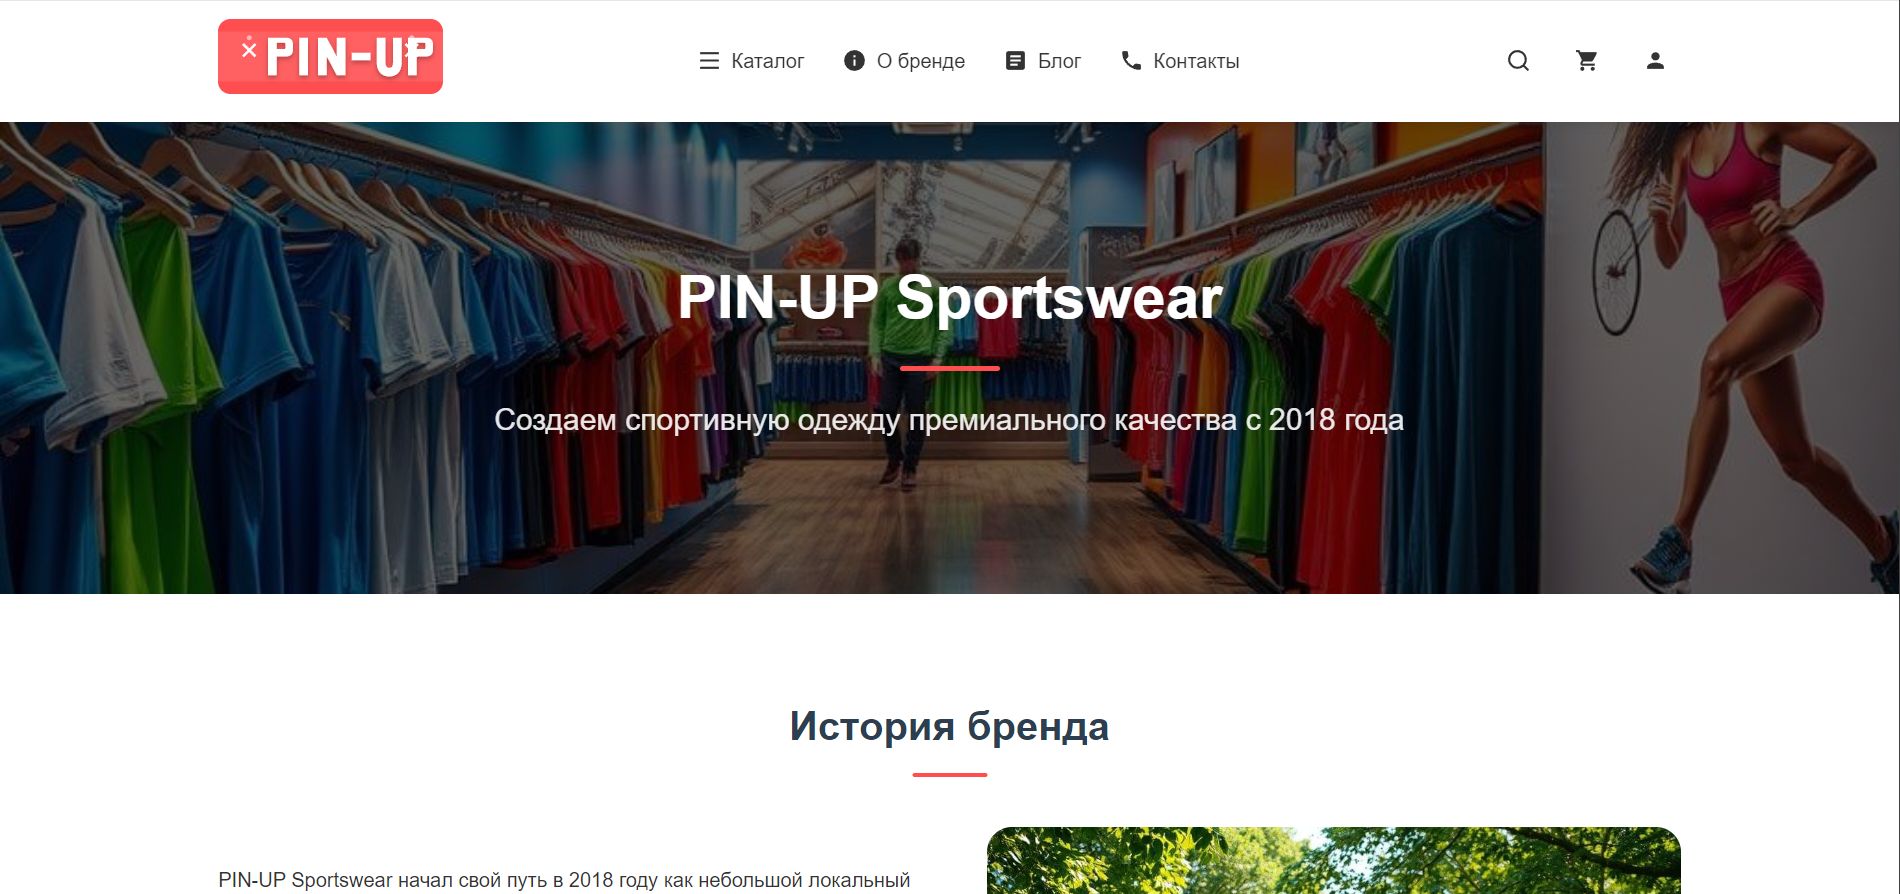 PIN-UP
Каталог
О бренде
Блог
Контакты
PIN-UP Sportswear
Создаем спортивную одежду премиального качества с 2018 года
История бренда
PIN-UP Sportswear начал свой путь в 2018 году как небольшой локальный